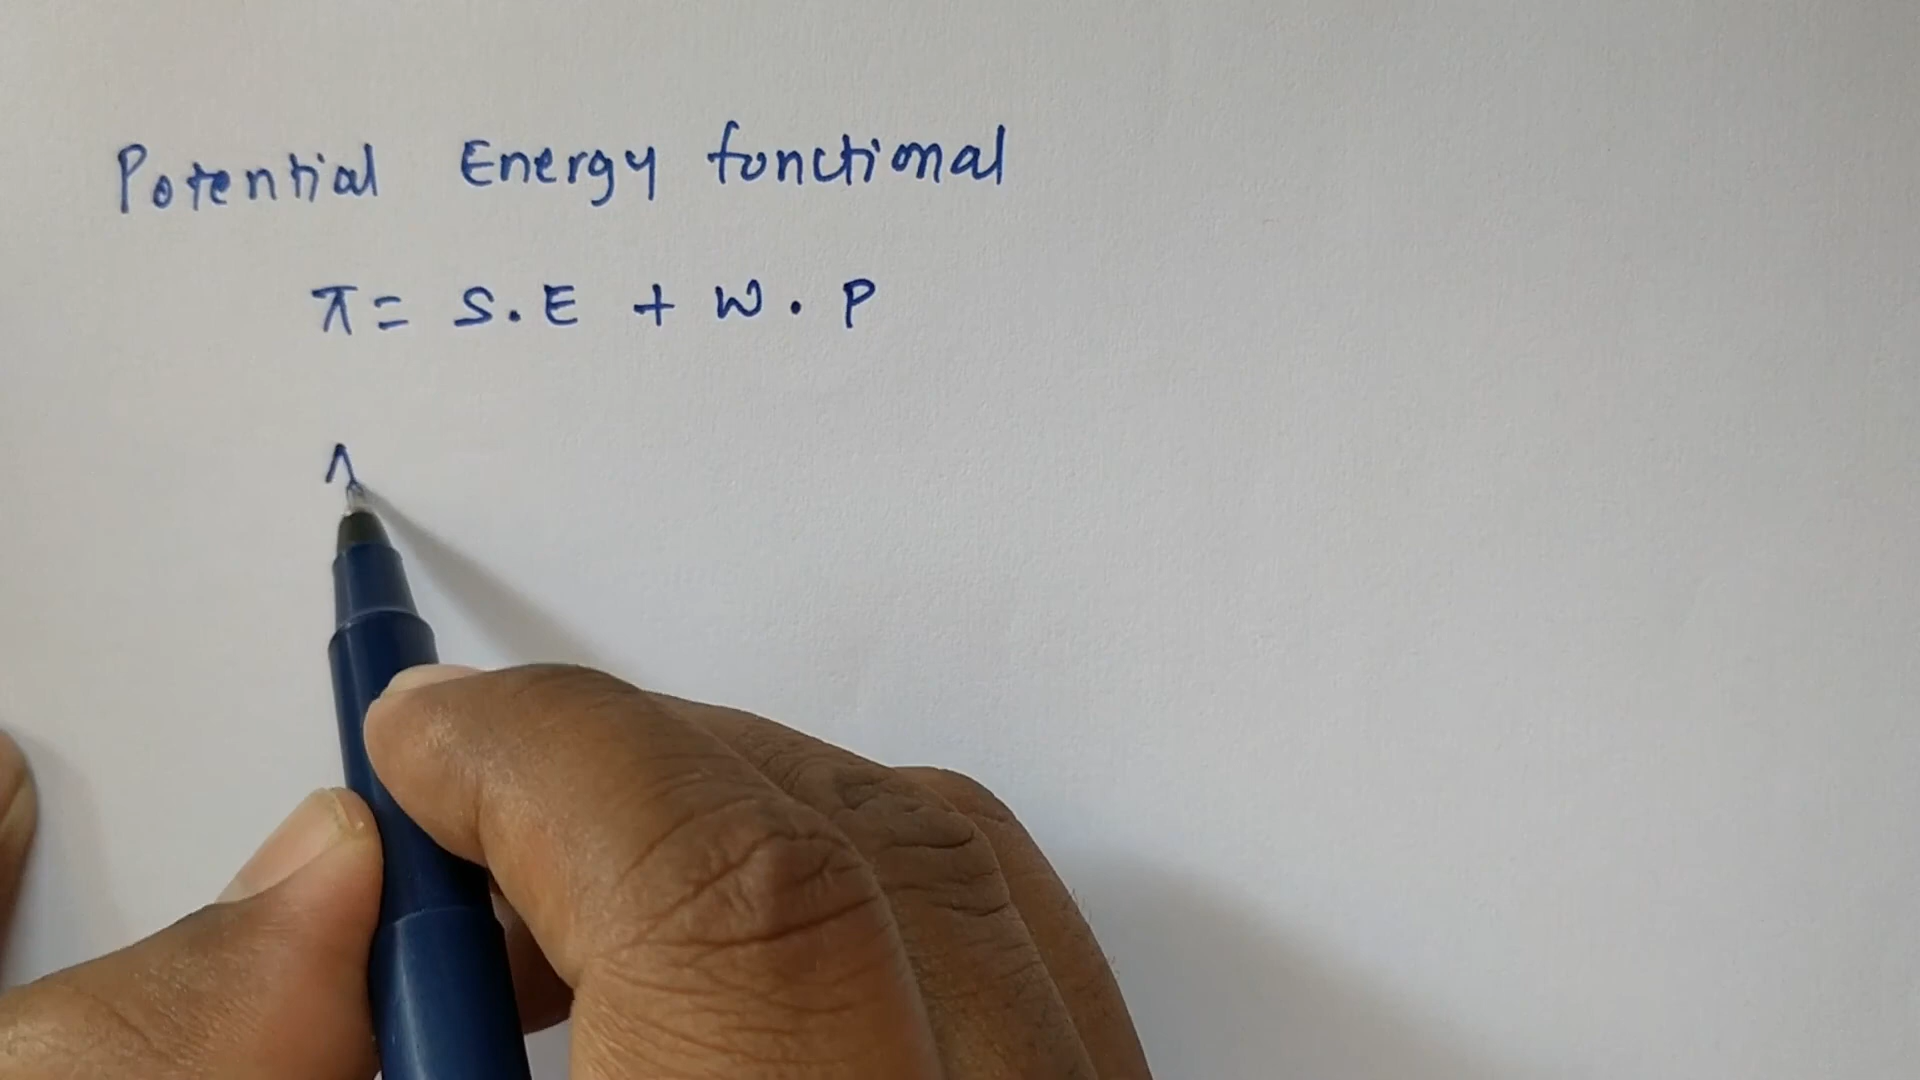 Potential Energy functional
π = S.E + W.P